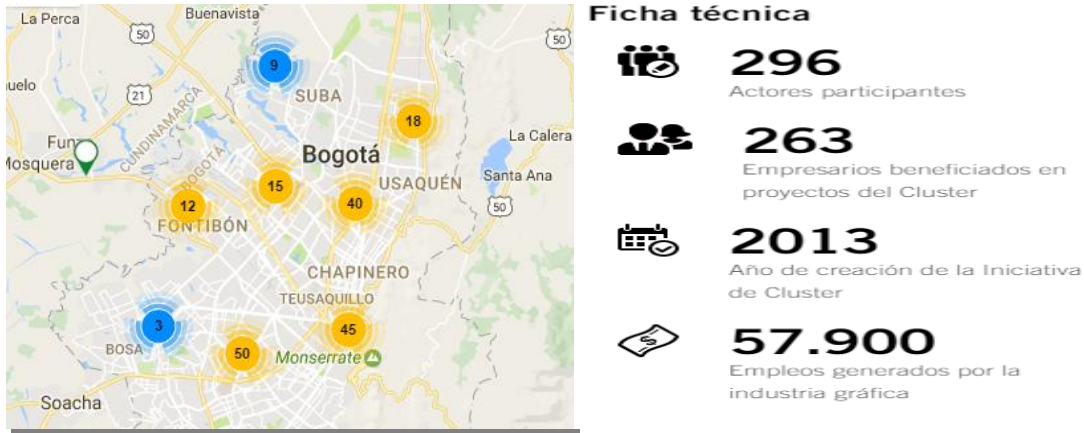 La Perca
Buenavista
50
50
9
uelo
21
SUBA
18
CUNDINAMARCA
BOGOTÁ
La Calera
Fun
Mosquera
Bogotá
15
USAQUÉN
Santa Ana
12
40
50
FONTIBÓN
CHAPINERO
TEUSAQUILLO
3
45
BOSA
50
Monserrate
Soacha
Ficha técnica
296
Actores participantes
263
Empresarios beneficiados en
proyectos del Cluster
2013
Año de creación de la Iniciativa
de Cluster
57.900
Empleos generados por la
industria gráfica